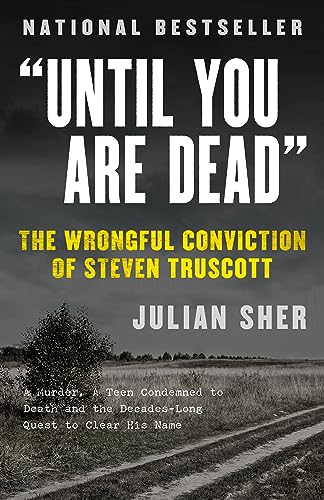 NATIONAL BESTSELLER
“UNTIL YOU
ARE DEAD”
THE WRONGFUL CONVICTION
OF STEVEN TRUSCOTT
JULIAN SHER
A Murder, A Teen Condemned to
Death and the Decades-Long
Quest to Clear His Name